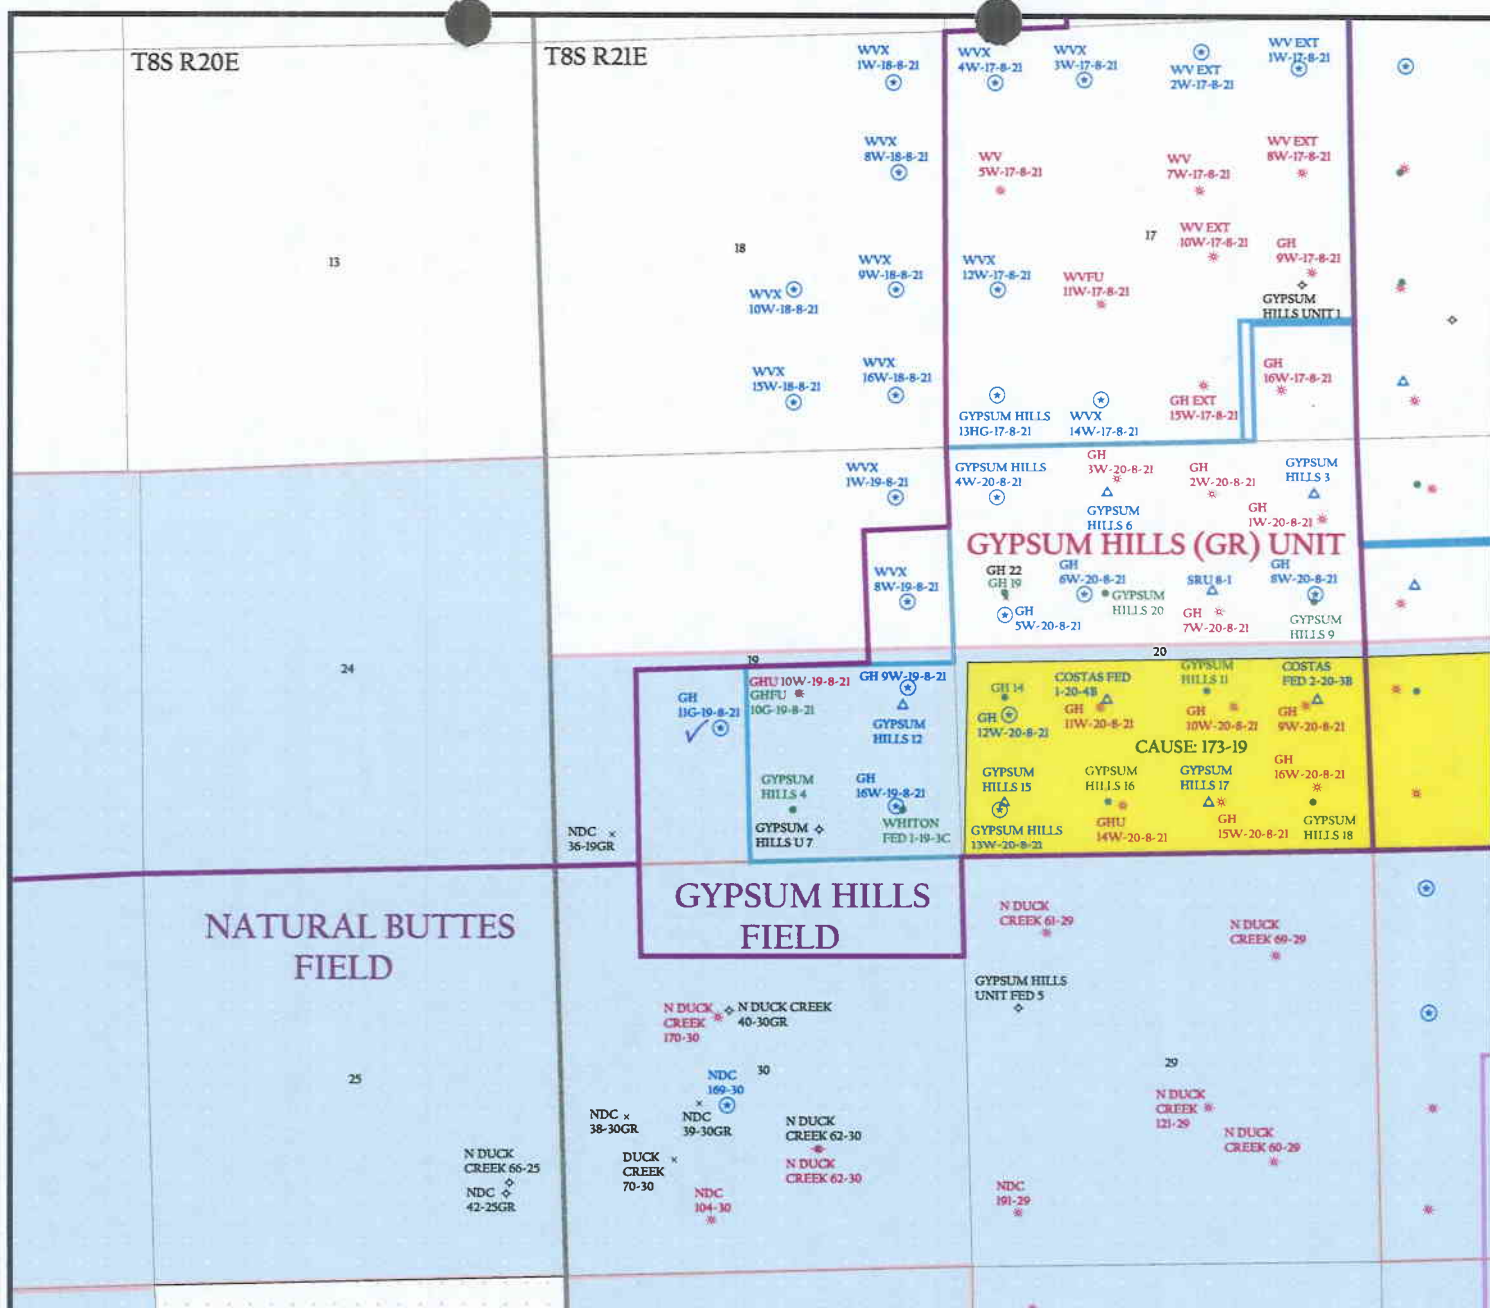 T8S R20E
T8S R21E
WVX
1W-18-8-21
WVX
4W-17-8-21
WVX
3W-17-8-21
WV EXT
2W-17-8-21
WV EXT
1W-17-8-21
WVX
8W-18-8-21
WV
5W-17-8-21
WV
7W-17-8-21
WV EXT
8W-17-8-21
13
18
17
WV EXT
10W-17-8-21
GH
9W-17-8-21
WVX
9W-18-8-21
WVX
12W-17-8-21
WVFU
11W-17-8-21
WVX
10W-18-8-21
GYPSUM
HILLS UNIT 1
WVX
15W-18-8-21
WVX
16W-18-8-21
GH
16W-17-8-21
GYPSUM HILLS
13HG-17-8-21
WVX
14W-17-8-21
GH EXT
15W-17-8-21
WVX
1W-19-8-21
GYPSUM HILLS
4W-20-8-21
GH
3W-20-8-21
GYPSUM
HILLS 6
GH
2W-20-8-21
GYPSUM
HILLS 3
GH
1W-20-8-21
GYPSUM HILLS (GR) UNIT
WVX
8W-19-8-21
GH 22
GH 19
GH
5W-20-8-21
GH
6W-20-8-21
GYPSUM
HILLS 20
SRU 8-1
GH
7W-20-8-21
GH
8W-20-8-21
GYPSUM
HILLS 9
24
19
20
GH
11G-19-8-21
GHU 10W-19-8-21
GHFU
10G-19-8-21
GH 9W-19-8-21
GYPSUM
HILLS 12
GH 14
GH
12W-20-8-21
COSTAS FED
1-20-4B
GH
11W-20-8-21
GYPSUM
HILLS 11
GH
10W-20-8-21
COSTAS
FED 2-20-3B
GH
9W-20-8-21
CAUSE: 173-19
GYPSUM
HILLS 4
GH
16W-19-8-21
GYPSUM
HILLS 15
GYPSUM
HILLS 16
GYPSUM
HILLS 17
GH
16W-20-8-21
NDC
36-19GR
GYPSUM
HILLS U 7
WHITON
FED 1-19-3C
GYPSUM HILLS
13W-20-8-21
GHU
14W-20-8-21
GH
15W-20-8-21
GYPSUM
HILLS 18
NATURAL BUTTES
FIELD
GYPSUM HILLS
FIELD
N DUCK
CREEK 61-29
N DUCK
CREEK 69-29
GYPSUM HILLS
UNIT FED 5
N DUCK
CREEK
170-30
N DUCK CREEK
40-30GR
25
30
29
NDC
169-30
NDC
38-30GR
NDC
39-30GR
N DUCK
CREEK 62-30
N DUCK
CREEK 62-30
DUCK
CREEK
70-30
NDC
104-30
N DUCK
CREEK
121-29
N DUCK
CREEK 60-29
NDC
191-29
N DUCK
CREEK 66-25
NDC
42-25GR